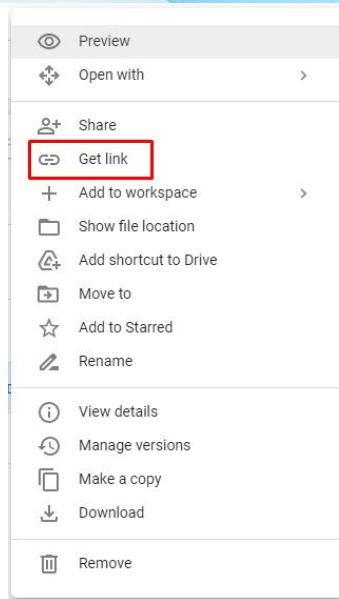 Preview
Open with
Share
Get link
Add to workspace
Show file location
Add shortcut to Drive
Move to
Add to Starred
Rename
View details
Manage versions
Make a copy
Download
Remove